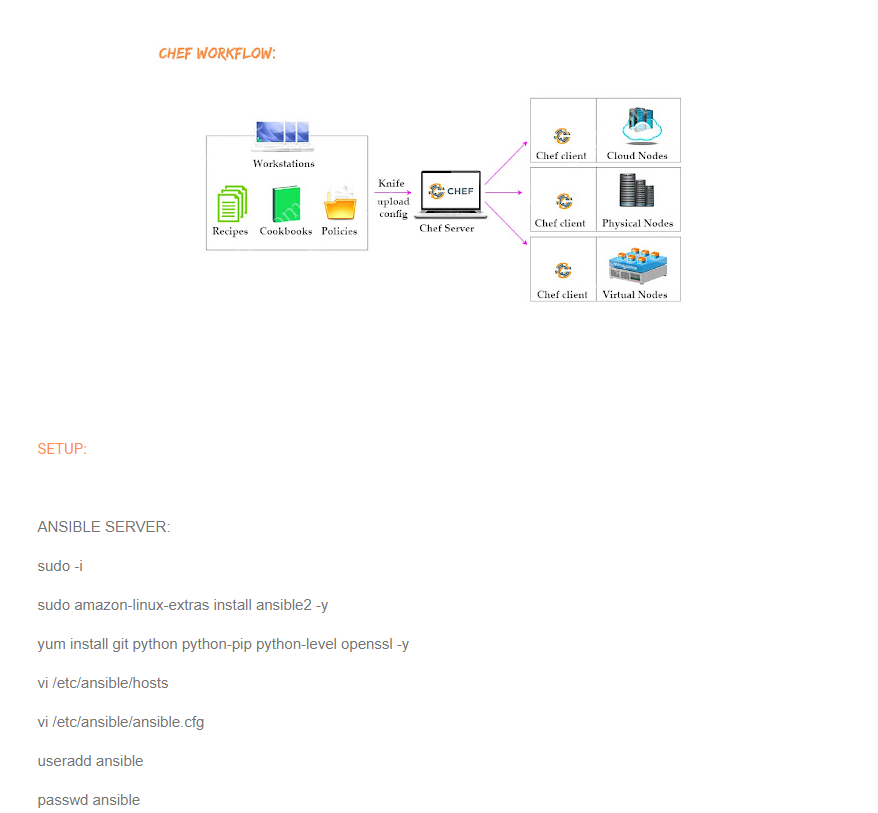 CHEF WORKFLOW:
Workstations
Recipes Cookbooks Policies
Knife
upload
config
CHEF
Chef Server
Chef client Cloud Nodes
Chef client Physical Nodes
Chef client Virtual Nodes
SETUP:
ANSIBLE SERVER:
sudo -i
sudo amazon-linux-extras install ansible2 -y
yum install git python python-pip python-level openssl -y
vi /etc/ansible/hosts
vi /etc/ansible/ansible.cfg
useradd ansible
passwd ansible